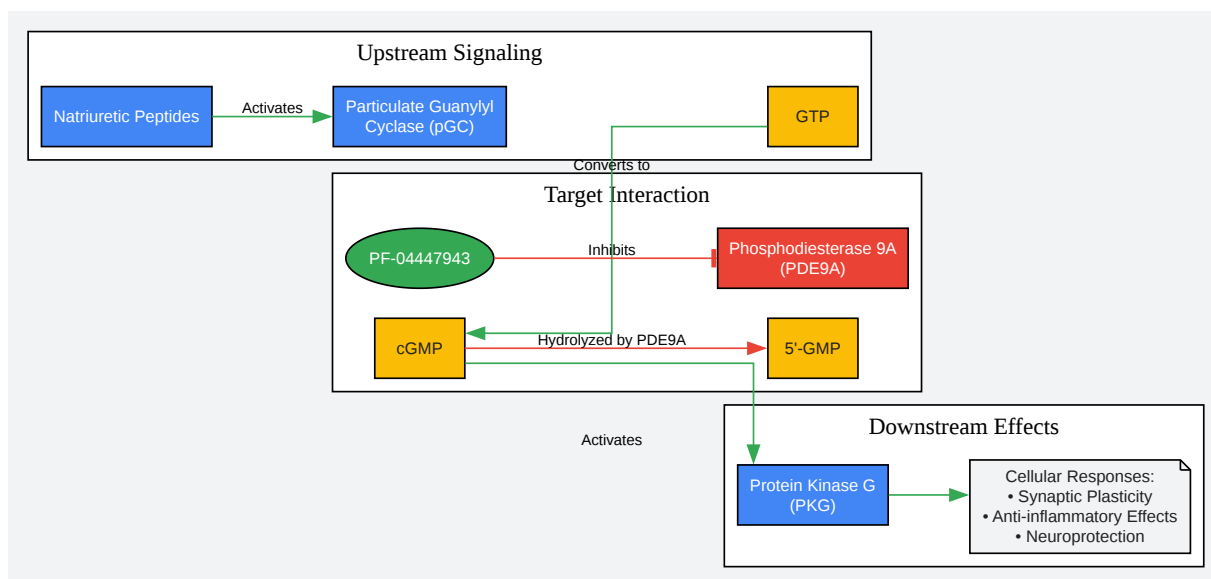 Upstream Signaling
Natriuretic Peptides
Activates
Particulate Guanylyl
Cyclase (pGC)
GTP
Converts to
Target Interaction
PF-04447943
Inhibits
Phosphodiesterase 9A
(PDE9A)
cGMP
Hydrolyzed by PDE9A
5'-GMP
Activates
Downstream Effects
Protein Kinase G
(PKG)
Cellular Responses:
• Synaptic Plasticity
• Anti-inflammatory Effects
• Neuroprotection